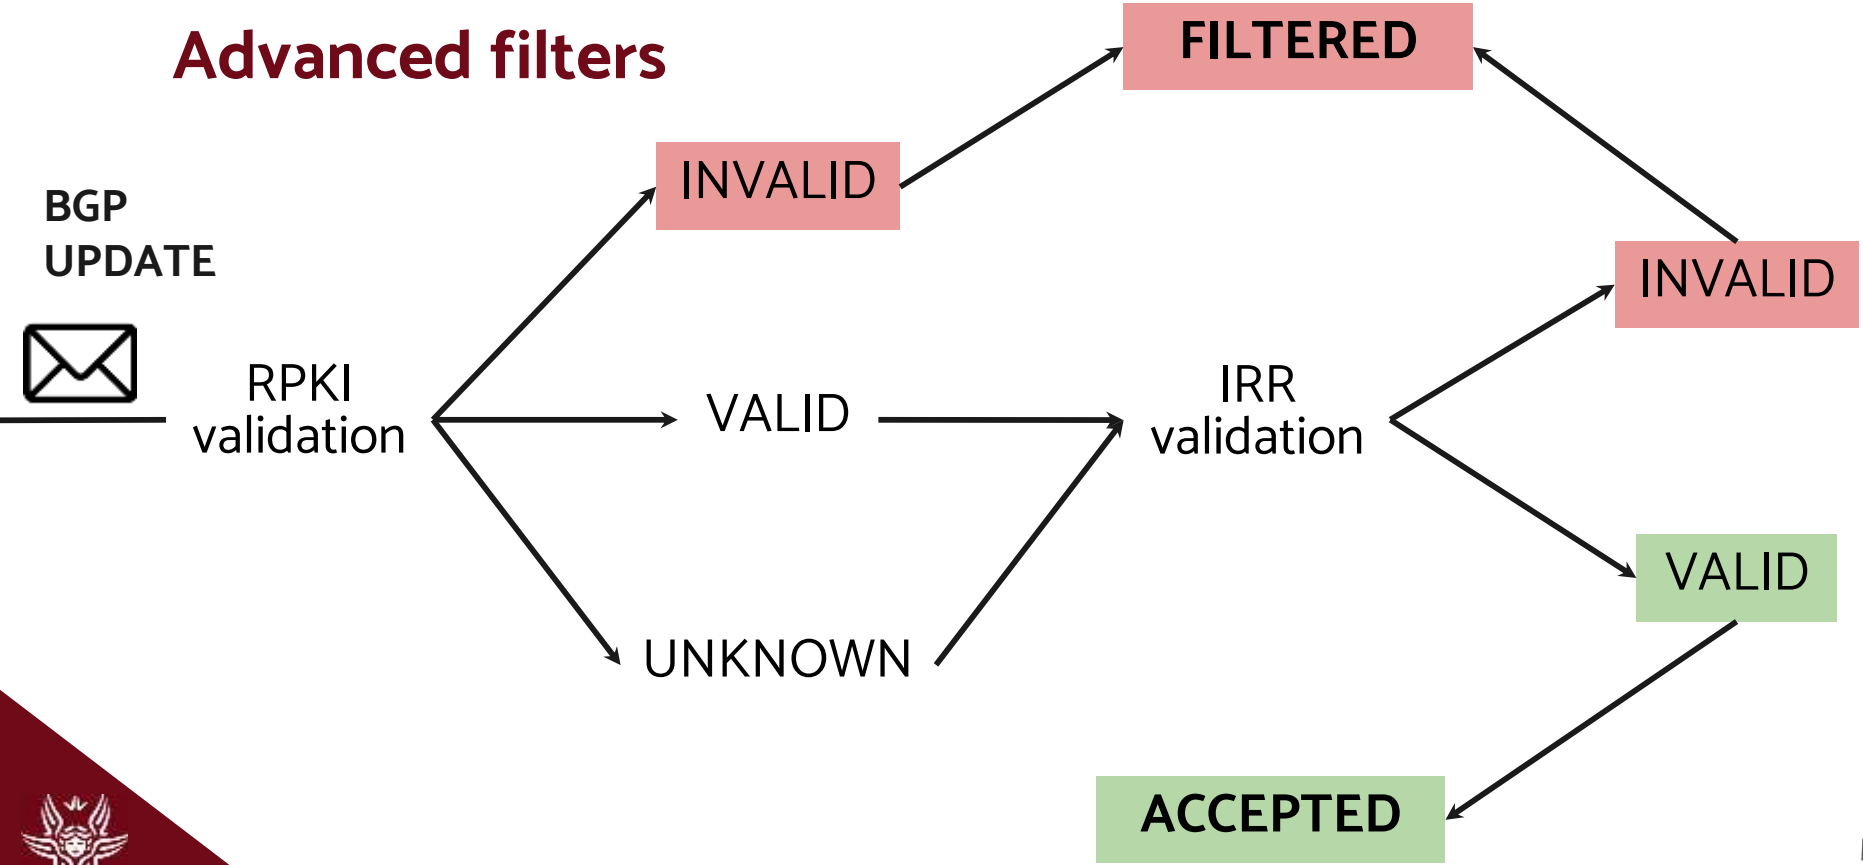 Advanced filters
FILTERED
INVALID
BGP
UPDATE
INVALID
RPKI
validation
VALID
IRR
validation
VALID
UNKNOWN
ACCEPTED